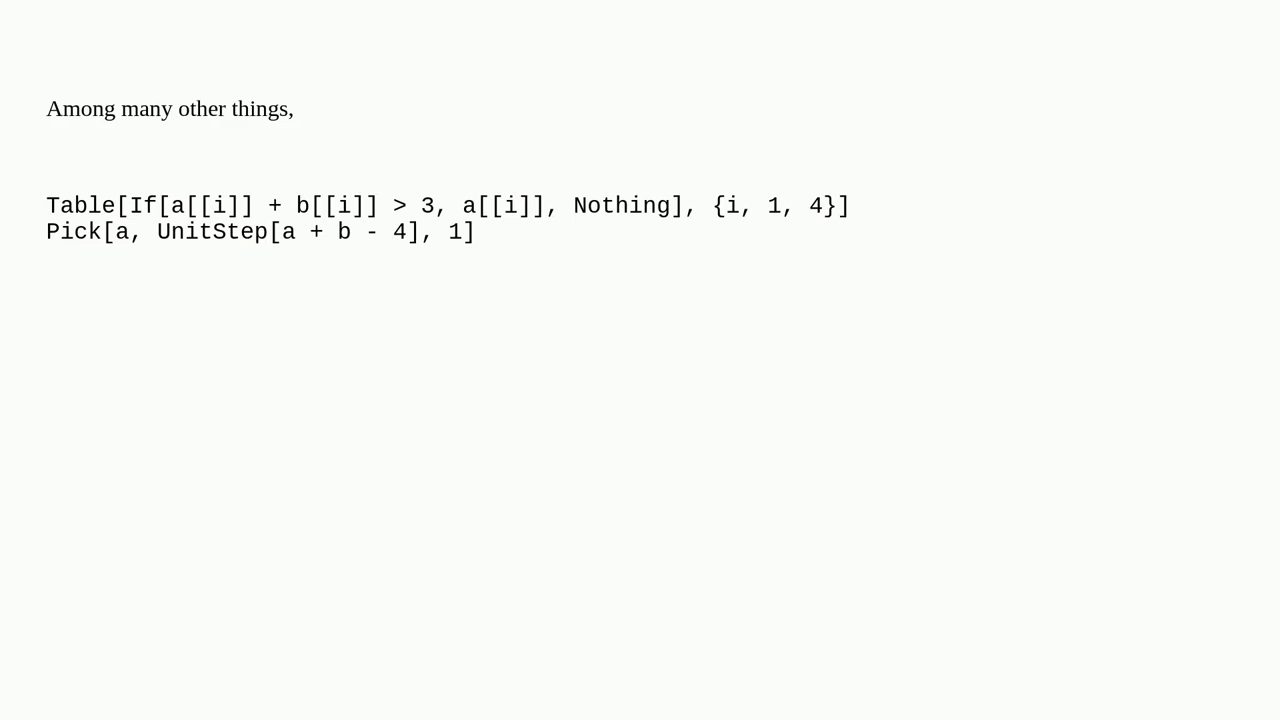 Among many other things,
Table[If[a[[i]] + b[[i]] > 3, a[[i]], Nothing], {i, 1, 4}]
Pick[a, UnitStep[a + b - 4], 1]